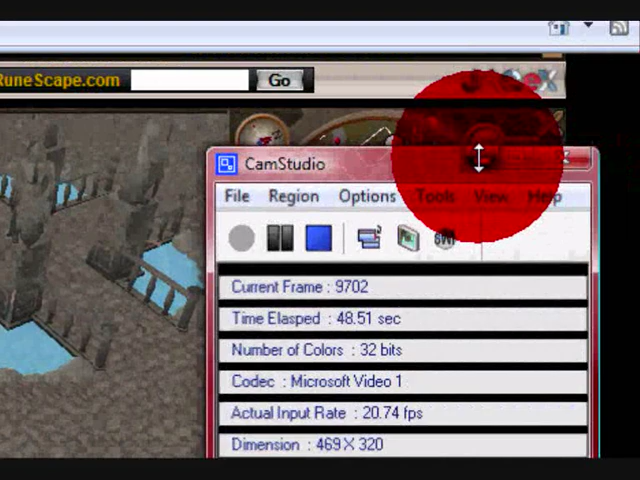 RuneScape.com Go
CamStudio
File Region Options Tools View Help
Current Frame : 9702
Time Elasped : 48.51 sec
Number of Colors : 32 bits
Codec : Microsoft Video 1
Actual Input Rate : 20.74 fps
Dimension : 469 X 320